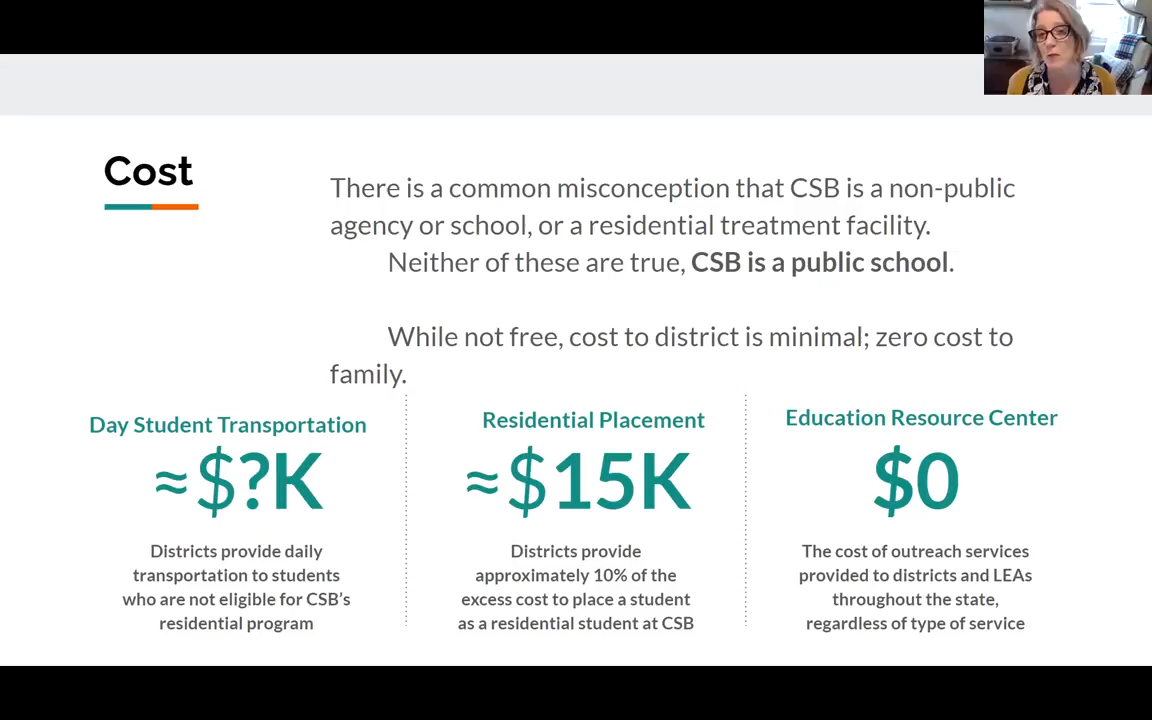 Cost
There is a common misconception that CSB is a non-public
agency or school, or a residential treatment facility.
Neither of these are true, CSB is a public school.
While not free, cost to district is minimal; zero cost to
family.
Day Student Transportation
≈$?K
Districts provide daily
transportation to students
who are not eligible for CSB’s
residential program
Residential Placement
≈$15K
Districts provide
approximately 10% of the
excess cost to place a student
as a residential student at CSB
Education Resource Center
$0
The cost of outreach services
provided to districts and LEAs
throughout the state,
regardless of type of service